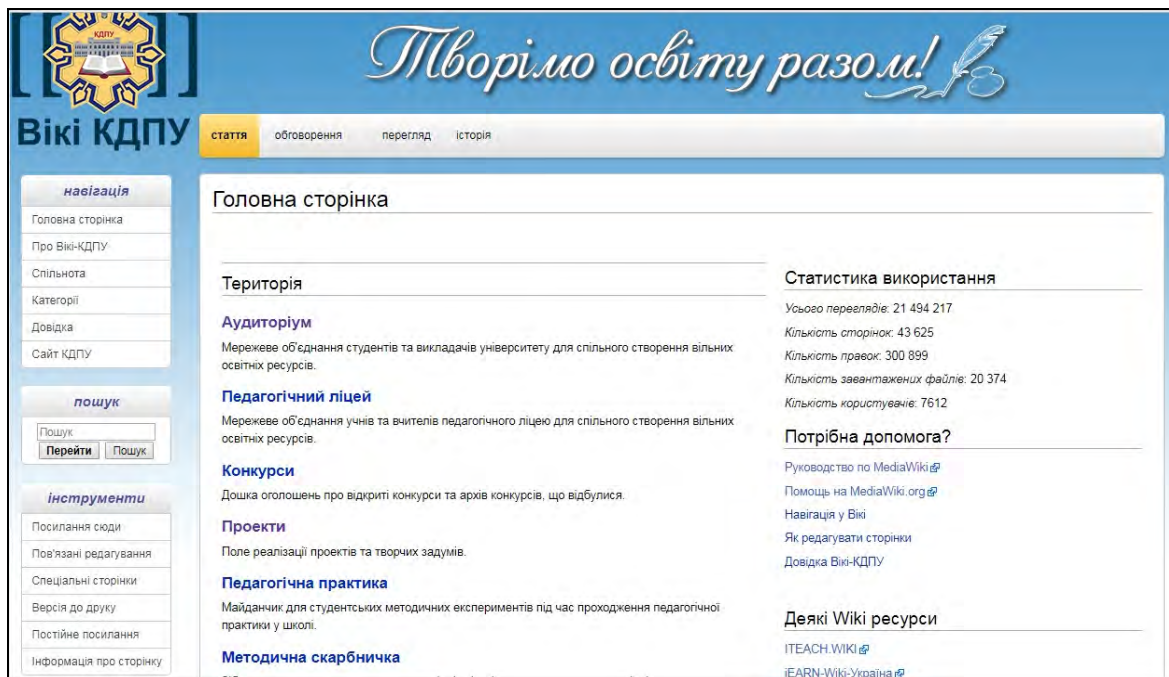 КДПУ
Вікі КДПУ
Творімо освіту разом!
стаття обговорення перегляд історія
навігація
Головна сторінка
Про Вікі-КДПУ
Спільнота
Категорії
Довідка
Сайт КДПУ
пошук
Пошук
Перейти Пошук
інструменти
Посилання сюди
Пов'язані редагування
Спеціальні сторінки
Версія до друку
Постійне посилання
Інформація про сторінку
Головна сторінка
Територія
Аудиторіум
Мережеве об'єднання студентів та викладачів університету для спільного створення вільних
освітніх ресурсів.
Педагогічний ліцей
Мережеве об'єднання учнів та вчителів педагогічного ліцею для спільного створення вільних
освітніх ресурсів.
Конкурси
Дошка оголошень про відкриті конкурси та архів конкурсів, що відбулися.
Проекти
Поле реалізації проектів та творчих задумів.
Педагогічна практика
Майданчик для студентських методичних експериментів під час проходження педагогічної
практики у школі.
Методична скарбничка
Статистика використання
Усього переглядів: 21 494 217
Кількість сторінок: 43 625
Кількість правок: 300 899
Кількість завантажених файлів: 20 374
Кількість користувачів: 7612
Потрібна допомога?
Руководство по MediaWiki
Помощь на MediaWiki.org
Навігація у Вікі
Як редагувати сторінки
Довідка Вікі-КДПУ
Деякі Wiki ресурси
ITEACH.WIKI
iEARN-Wiki-Україна